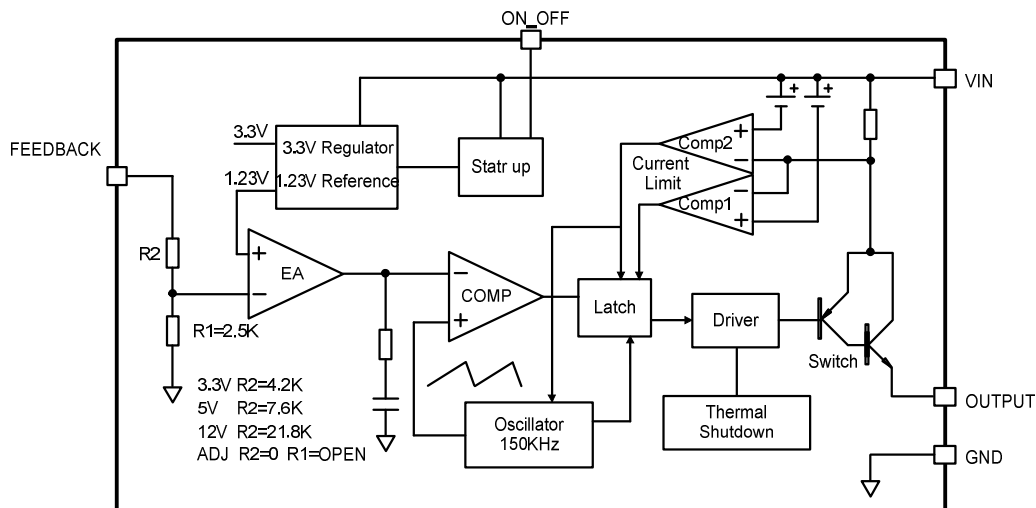 ON_OFF
VIN
3.3V
3.3V Regulator
Statr up
Comp2
+
−
FEEDBACK
Current
Limit
1.23V
1.23V Reference
Comp1
−
+
R2
+
EA
−
−
COMP
+
Latch
Driver
R1=2.5K
Switch
3.3V R2=4.2K
5V R2=7.6K
12V R2=21.8K
ADJ R2=0 R1=OPEN
Oscillator
150KHz
Thermal
Shutdown
OUTPUT
GND
+
+